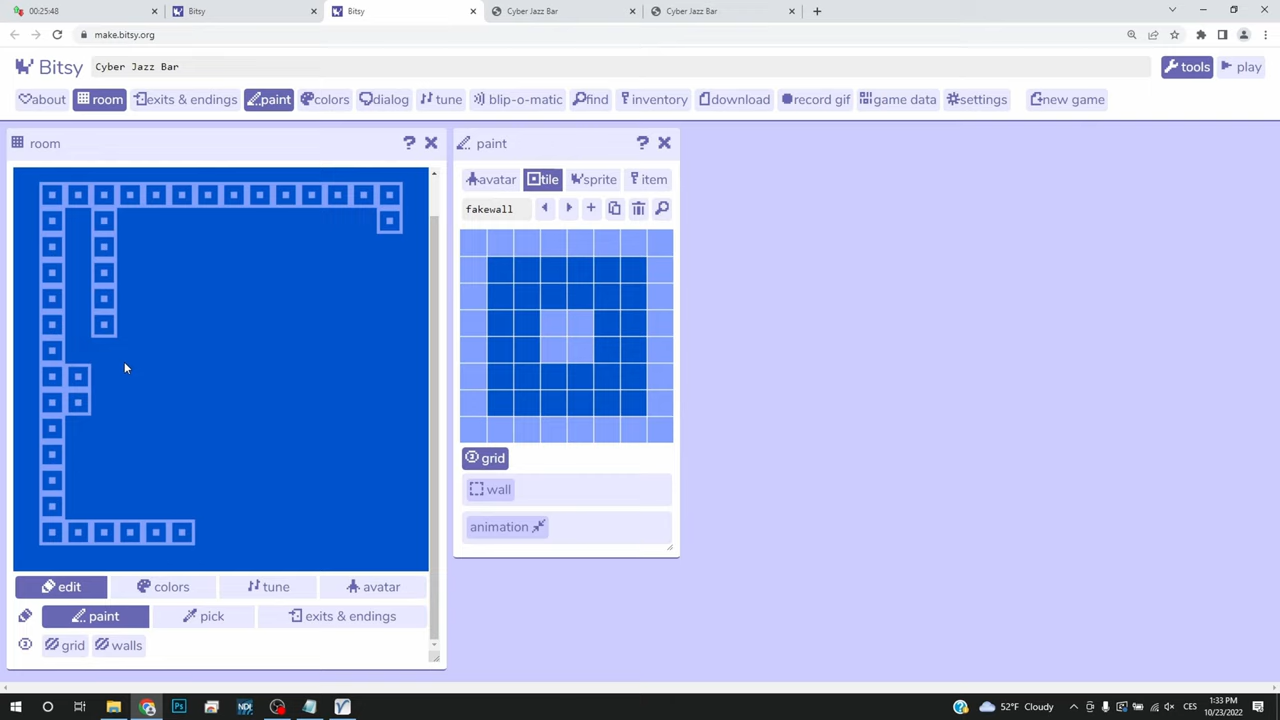 00:25:48
Bitsy
Bitsy
Cyber Jazz Bar
Cyber Jazz Bar
make.bitsy.org
Bitsy
Cyber Jazz Bar
tools
play
about
room
exits & endings
paint
colors
dialog
tune
blip-o-matic
find
inventory
download
record gif
game data
settings
new game
room
?
paint
?
avatar
tile
sprite
item
fakewall
grid
wall
animation
edit
colors
tune
avatar
paint
pick
exits & endings
grid
walls
52°F Cloudy
CES
1:33 PM
10/23/2022